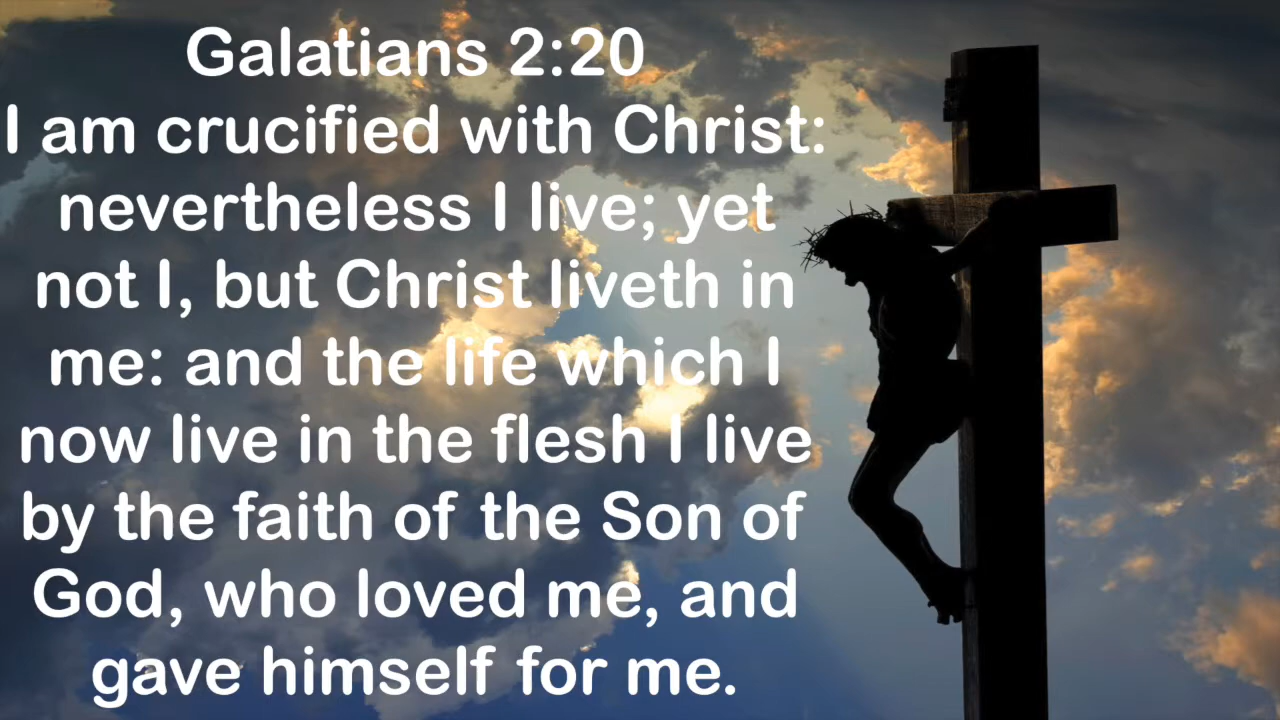 Galatians 2:20
I am crucified with Christ:
nevertheless I live; yet
not I, but Christ liveth in
me: and the life which I
now live in the flesh I live
by the faith of the Son of
God, who loved me, and
gave himself for me.